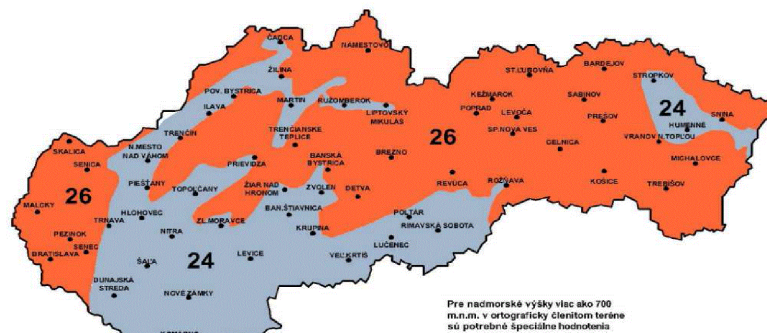 ČADCA
NÁMESTOVO
ŽILINA
ST.ĽUBOVŇA
BARDEJOV
STROPKOV
POV. BYSTRICA
ILAVA
MARTIN
RUŽOMBEROK
LIPTOVSKÝ
MIKULÁŠ
KEŽMAROK
POPRAD
LEVOČA
SABINOV
PREŠOV
24
HUMENNÉ
SNINA
TRENČÍN
TRENČIANSKE
TEPLICE
26
SP.NOVÁ VES
GELNICA
VRANOV N.TOPĽOU
SKALICA
SENICA
N.MESTO
NAD VÁHOM
PRIEVIDZA
BANSKÁ
BYSTRICA
BREZNO
MICHALOVCE
26
PIEŠŤANY
TOPOĽČANY
ŽIAR NAD
HRONOM
ZVOLEN
DETVA
REVÚCA
ROŽŇAVA
KOŠICE
TREBIŠOV
MALCKY
TRNAVA
HLOHOVEC
ZL.MORAVCE
BAN.ŠTIAVNICA
KRUPINA
POLTÁR
RIMAVSKÁ SOBOTA
PEZINOK
SENEC
BRATISLAVA
NITRA
24
LEVICE
LUČENEC
VEĽ.KRTÍŠ
ŠAĽA
DUNAJSKÁ
STREDA
NOVÉ ZÁMKY
Pre nadmorské výšky viac ako 700
m.n.m. v ortograficky členitom teréne
sú potrebné špeciálne hodnotenia